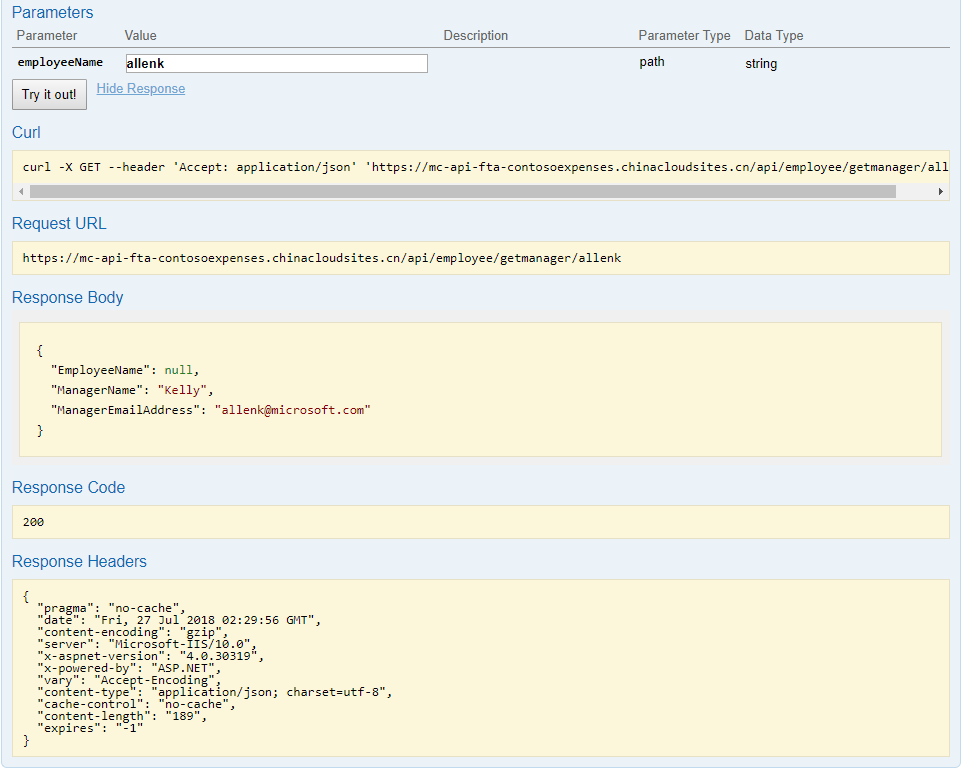 Parameters
Parameter Value Description Parameter Type Data Type
employeeName allenk path string
Try it out! Hide Response
Curl
curl -X GET --header 'Accept: application/json' 'https://mc-api-fta-contosoexpenses.chinacloudsites.cn/api/employee/getmanager/all
Request URL
https://mc-api-fta-contosoexpenses.chinacloudsites.cn/api/employee/getmanager/allenk
Response Body
{
"EmployeeName": null,
"ManagerName": "Kelly",
"ManagerEmailAddress": "allenk@microsoft.com"
}
Response Code
200
Response Headers
{
"pragma": "no-cache",
"date": "Fri, 27 Jul 2018 02:29:56 GMT",
"content-encoding": "gzip",
"server": "Microsoft-IIS/10.0",
"x-aspnet-version": "4.0.30319",
"x-powered-by": "ASP.NET",
"vary": "Accept-Encoding",
"content-type": "application/json; charset=utf-8",
"cache-control": "no-cache",
"content-length": "189",
"expires": "-1"
}